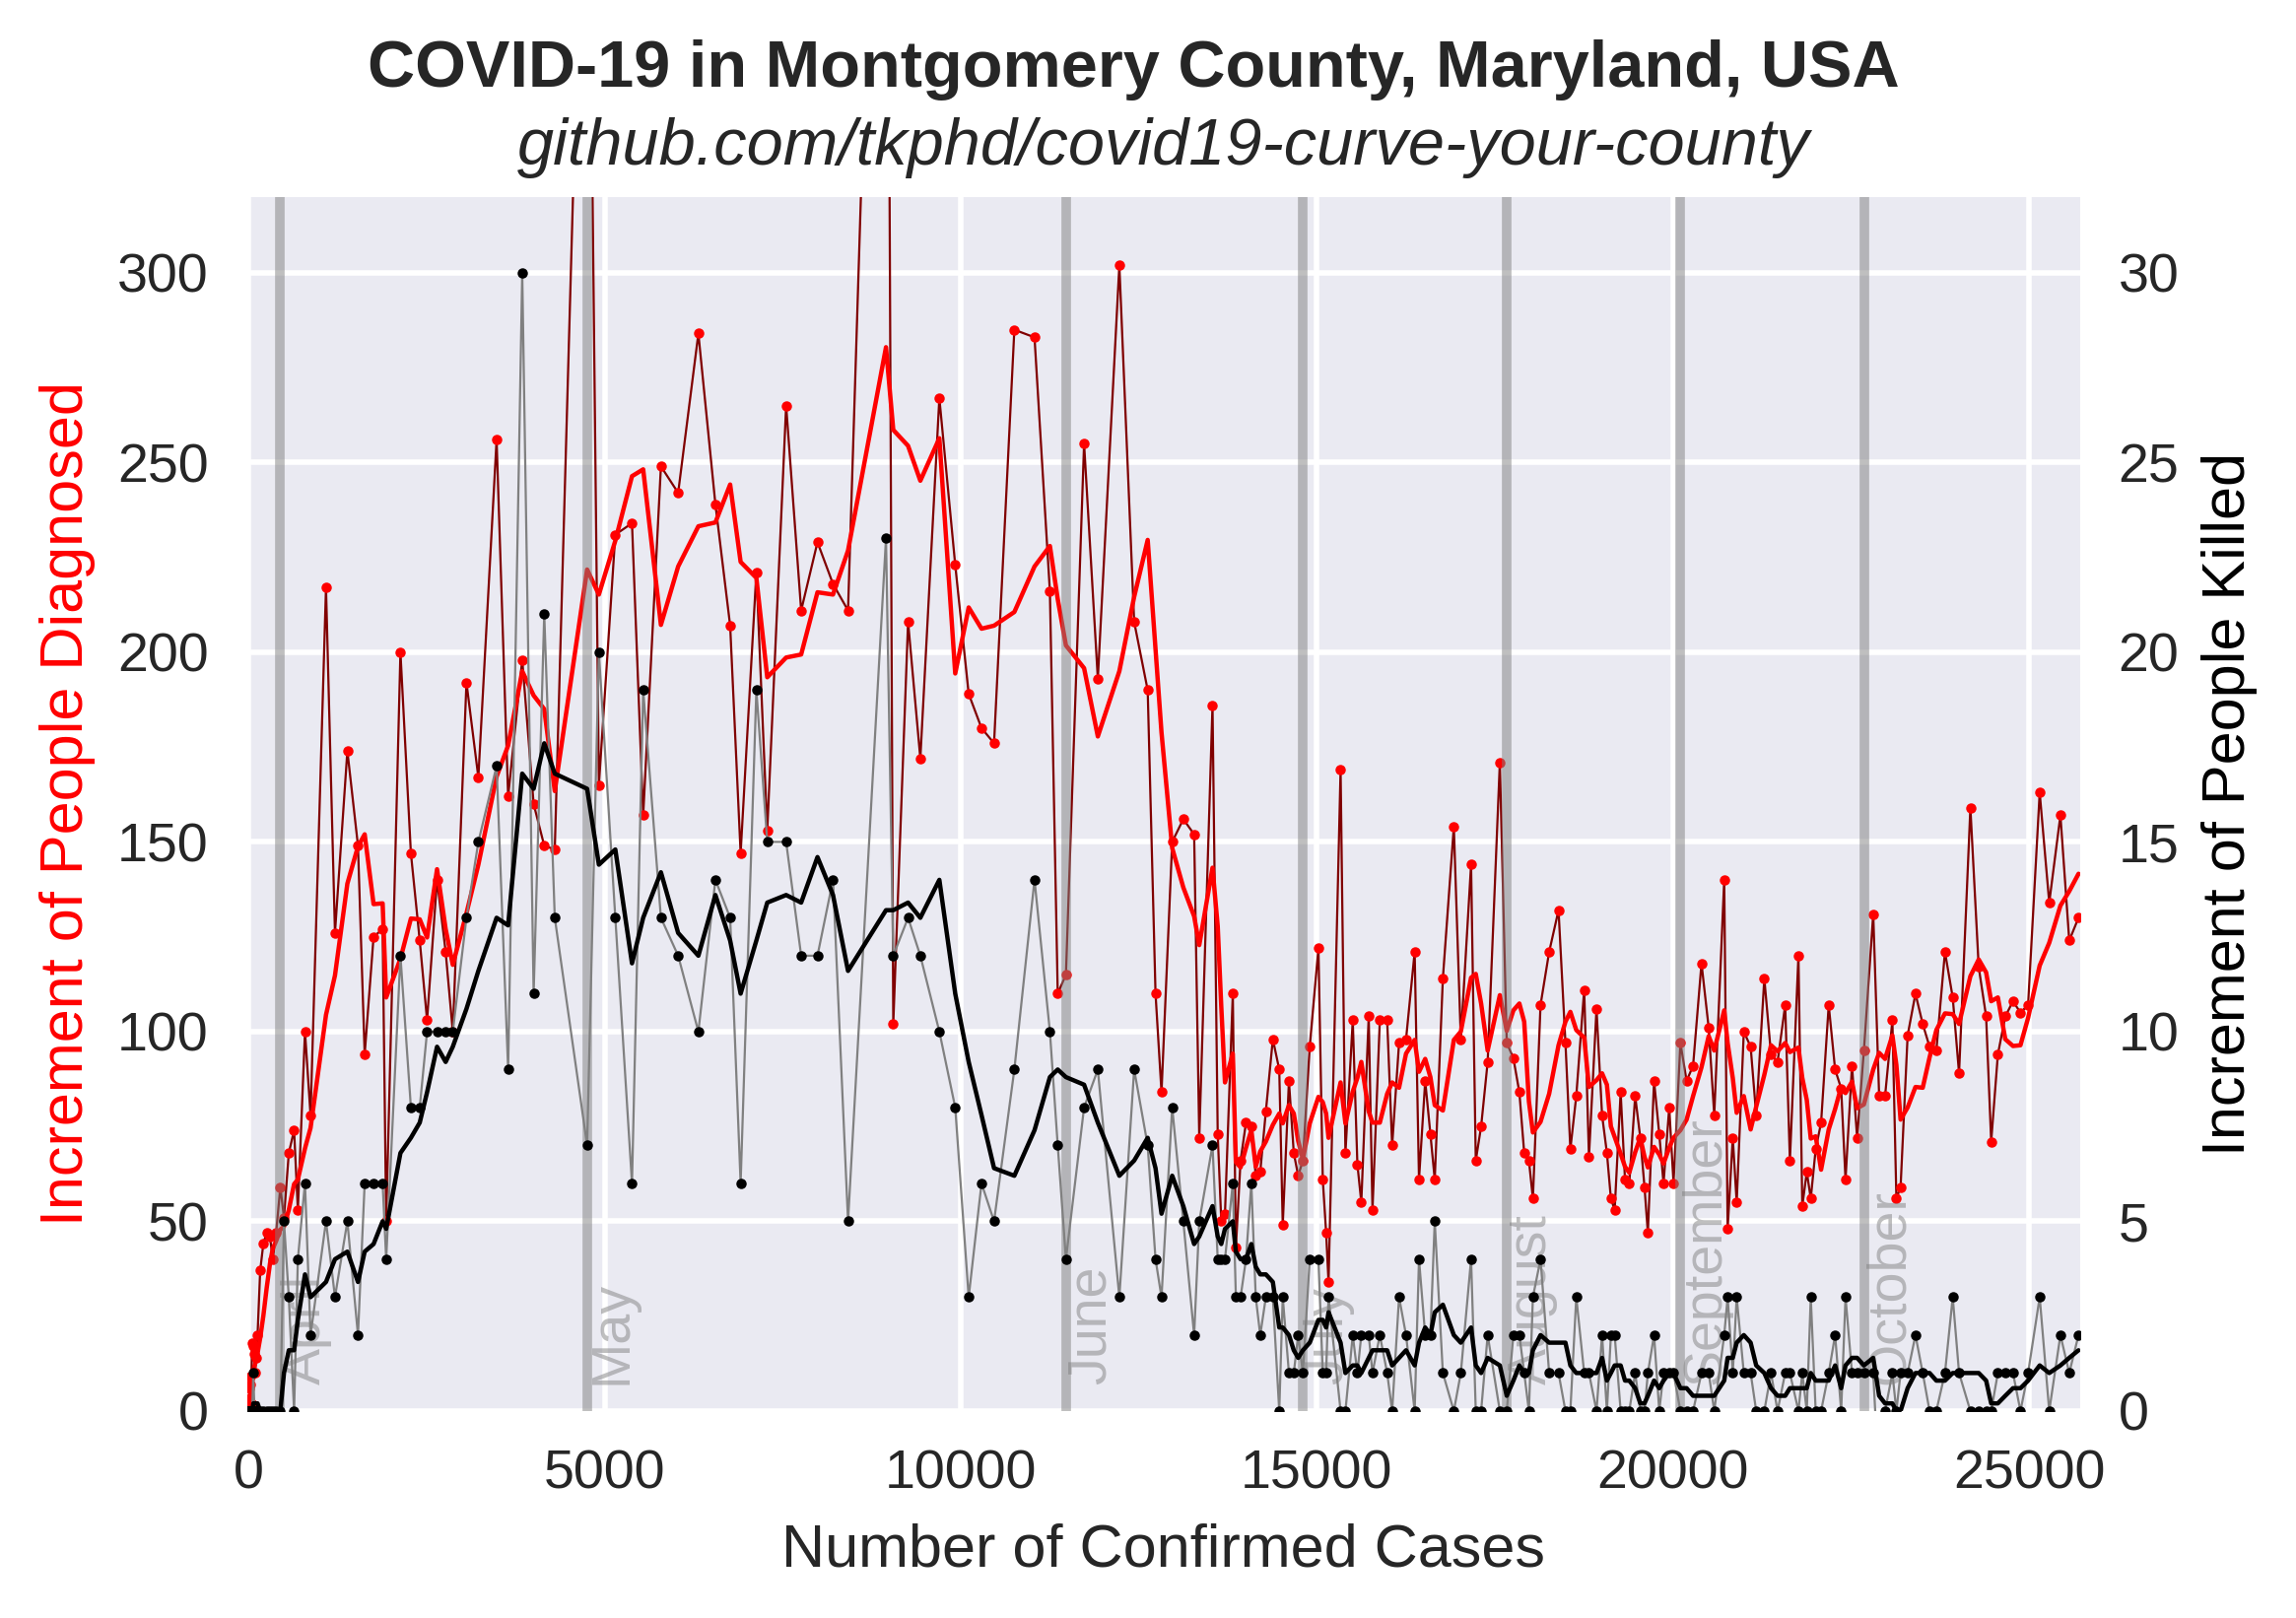 COVID-19 in Montgomery County, Maryland, USA
github.com/tkphd/covid19-curve-your-county
Increment of People Diagnosed
300
250
200
150
100
50
0
30
25
20
15
10
5
0
Increment of People Killed
April
May
June
July
August
September
October
0
5000
10000
15000
20000
25000
Number of Confirmed Cases